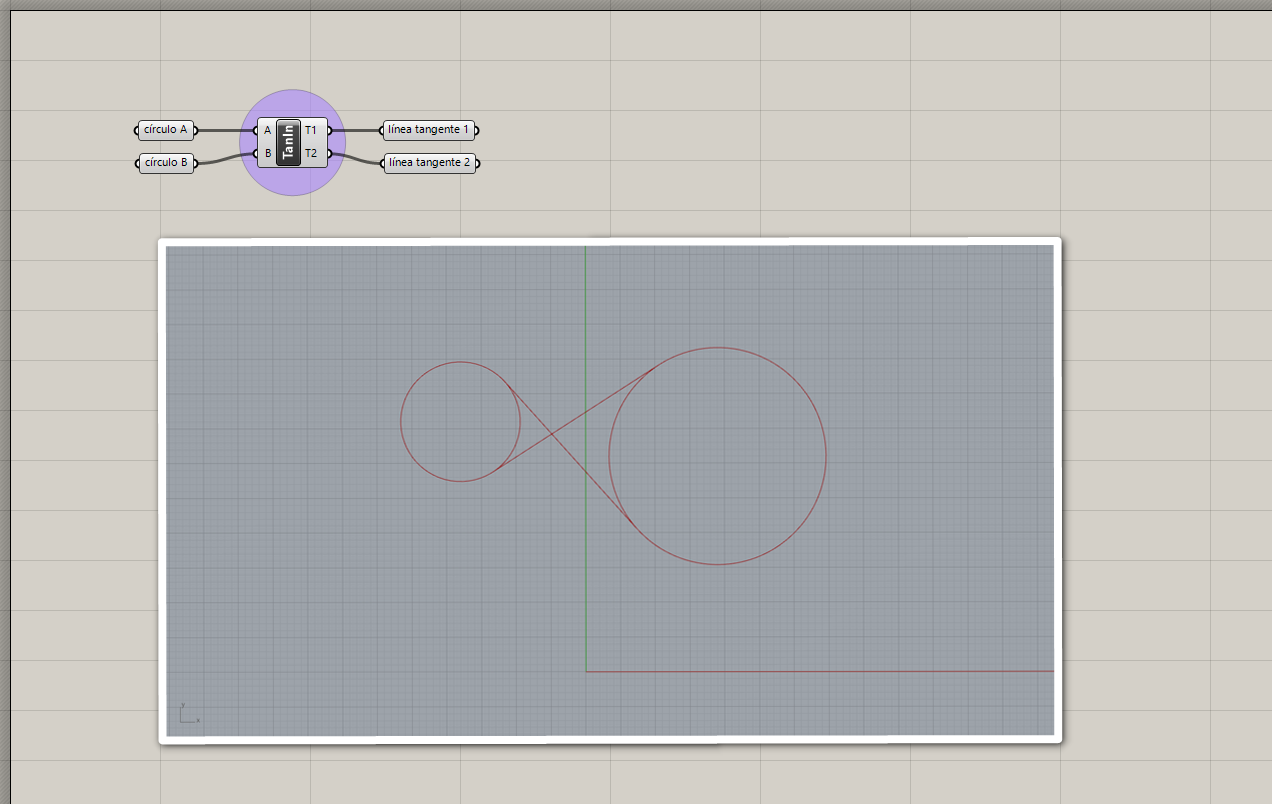 círculo A
A
TanIn
T1
línea tangente 1
círculo B
B
T2
línea tangente 2
y
x